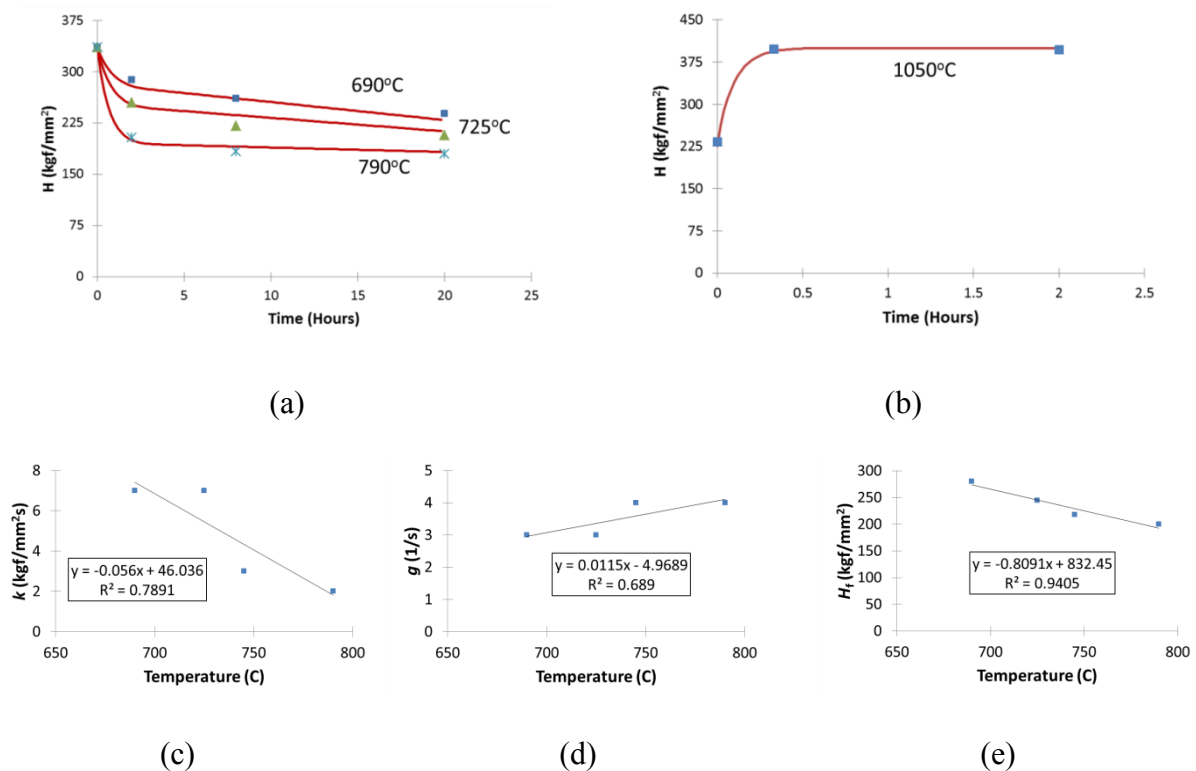 375
300
225
150
75
0
H (kgf/mm²)
690°C
725°C
790°C
0 5 10 15 20 25
Time (Hours)
(a)
450
375
300
225
150
75
0
H (kgf/mm²)
1050°C
0 0.5 1 1.5 2 2.5
Time (Hours)
(b)
8
6
4
2
0
k (kgf/mm²s)
y = -0.056x + 46.036
R² = 0.7891
650 700 750 800
Temperature (C)
(c)
5
4
3
2
1
0
g (1/s)
y = 0.0115x - 4.9689
R² = 0.689
650 700 750 800
Temperature (C)
(d)
300
250
200
150
100
50
0
Hf (kgf/mm²)
y = -0.8091x + 832.45
R² = 0.9405
650 700 750 800
Temperature (C)
(e)